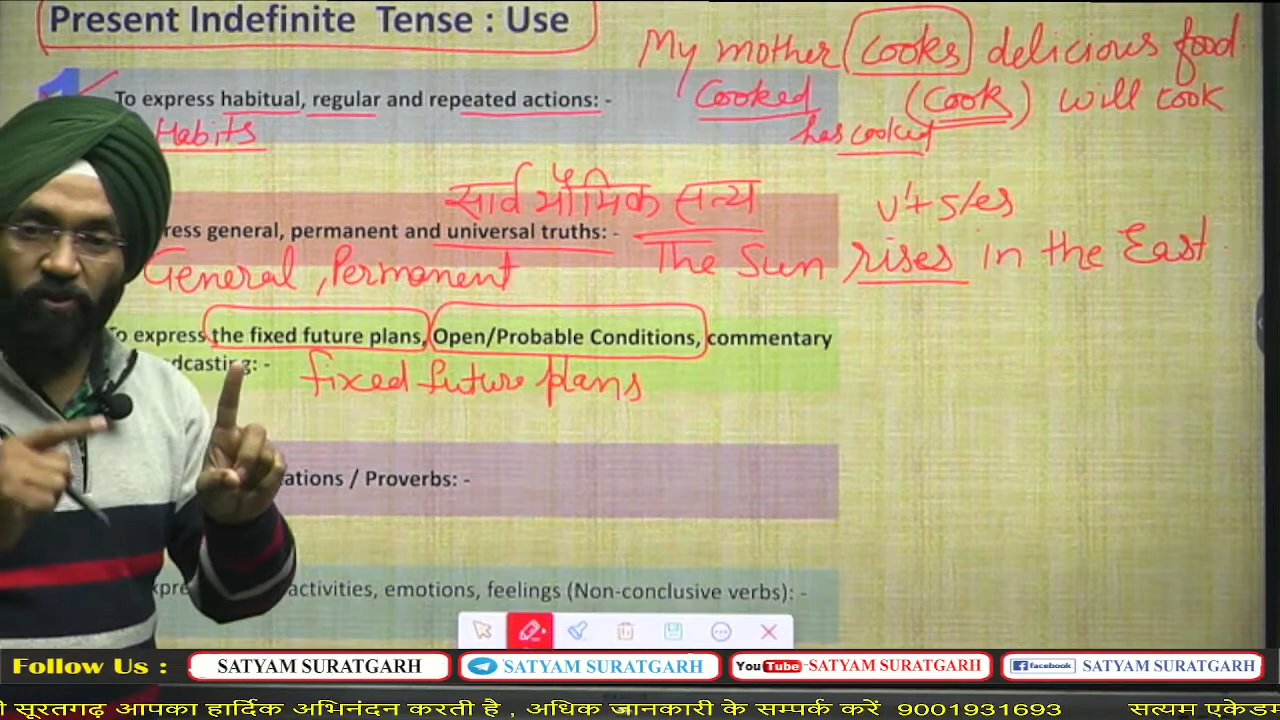 Present Indefinite Tense : Use
My mother (cooks) delicious food.
1
To express habitual, regular and repeated actions: -
Cooked (Cook) will cook
Habits
has cooked
सार्व भौमिक सत्य
V¹+ s/es
ress general, permanent and universal truths: -
The Sun rises in the East.
General, Permanent
To express the fixed future plans, Open/Probable Conditions, commentary
dcasting: -
fixed future plans
ations / Proverbs: -
xpre activities, emotions, feelings (Non-conclusive verbs): -
Follow Us : SATYAM SURATGARH SATYAM SURATGARH YouTube -SATYAM SURATGARH facebook SATYAM SURATGARH
सूरतगढ़ आपका हार्दिक अभिनंदन करती है , अधिक जानकारी के सम्पर्क करें 9001931693 सत्यम एकेडम